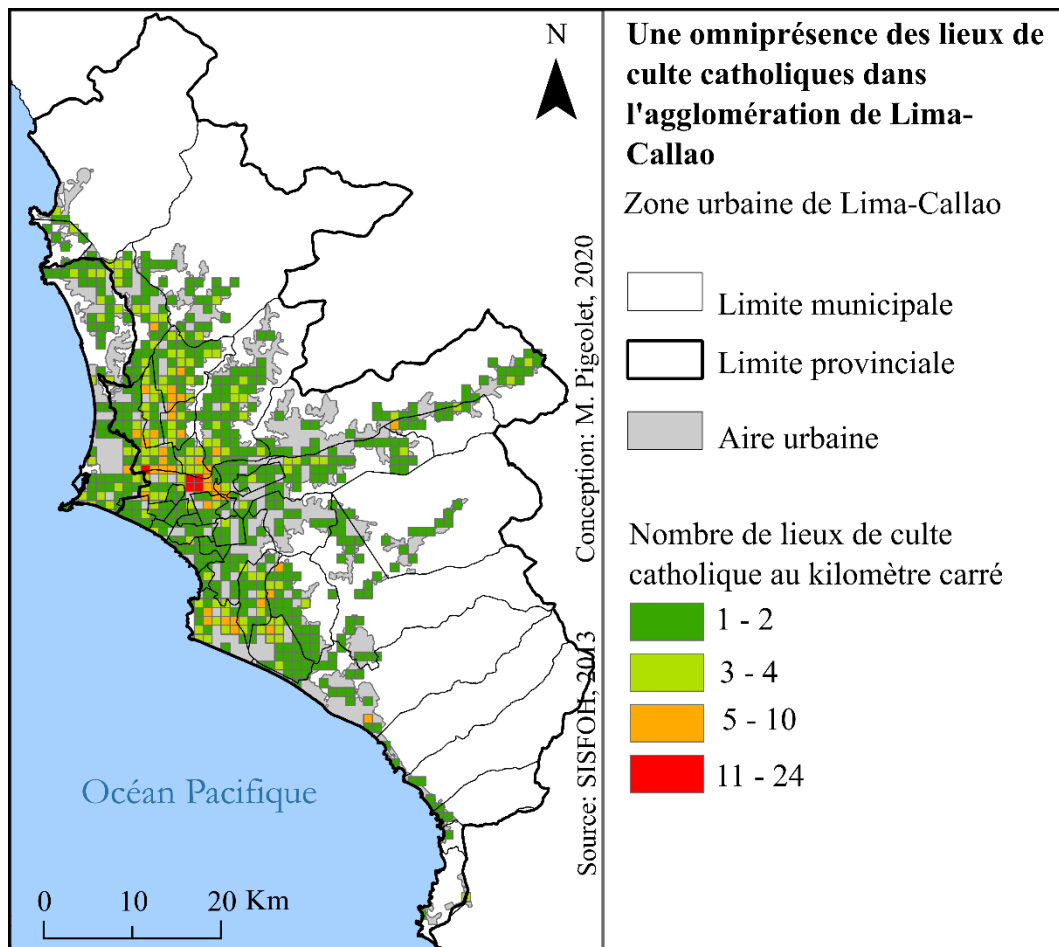 N
Océan Pacifique
0 10 20 Km
Source: SISFOH, 2013 Conception: M. Pigeolet, 2020
Une omniprésence des lieux de
culte catholiques dans
l'agglomération de Lima-
Callao
Zone urbaine de Lima-Callao
Limite municipale
Limite provinciale
Aire urbaine
Nombre de lieux de culte
catholique au kilomètre carré
1 - 2
3 - 4
5 - 10
11 - 24